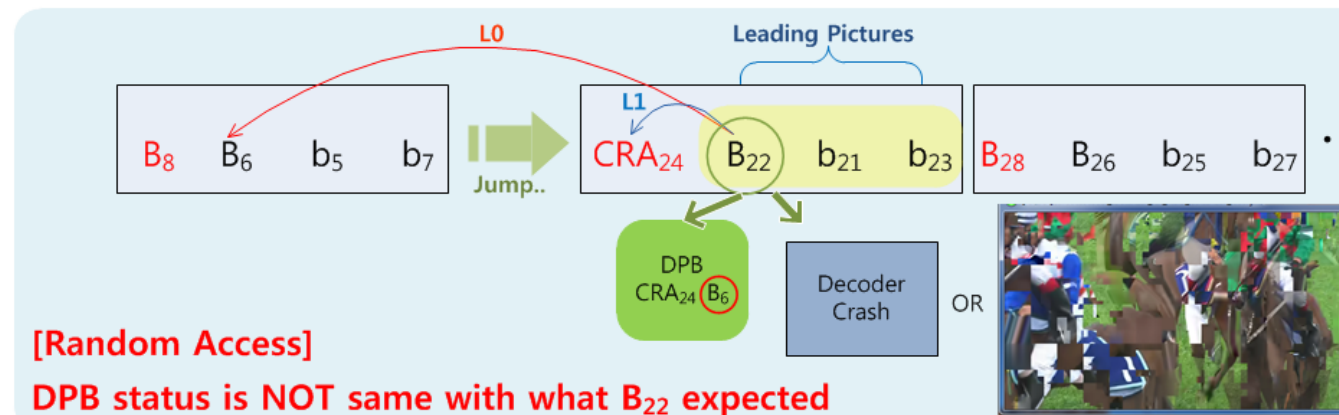 L0
Leading Pictures
L1
B₈ B₆ b₅ b₇
Jump..
CRA₂₄ B₂₂ b₂₁ b₂₃
B₂₈ B₂₆ b₂₅ b₂₇ .
DPB
CRA₂₄ B₆
Decoder
Crash
OR
[Random Access]
DPB status is NOT same with what B₂₂ expected